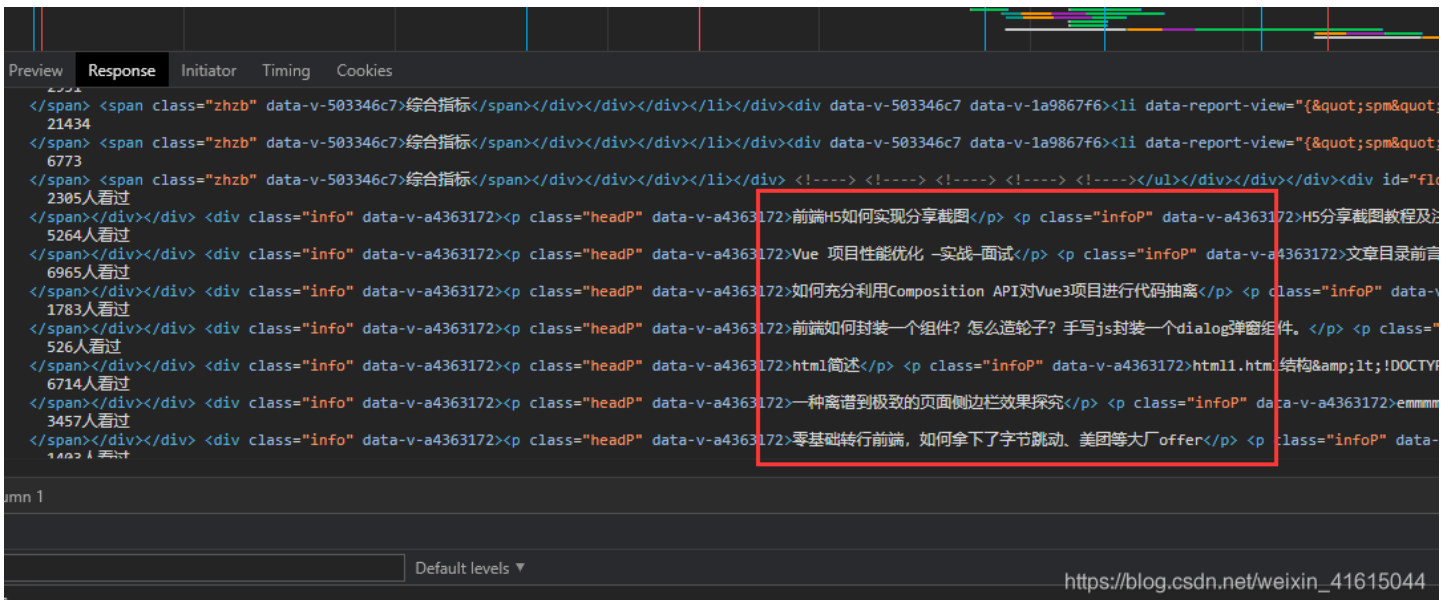 Preview Response Initiator Timing Cookies
2951
</span> <span class="zhzb" data-v-503346c7>综合指标</span></div></div></div></li></div><div data-v-503346c7 data-v-1a9867f6><li data-report-view="{&quot;spm&quot;
21434
</span> <span class="zhzb" data-v-503346c7>综合指标</span></div></div></div></li></div><div data-v-503346c7 data-v-1a9867f6><li data-report-view="{&quot;spm&quot;
6773
</span> <span class="zhzb" data-v-503346c7>综合指标</span></div></div></div></li></div> <!----> <!----> <!----> <!----> <!----></ul></div></div></div><div id="flo
2305人看过
</span></div></div> <div class="info" data-v-a4363172><p class="headP" data-v-a4363172>前端H5如何实现分享截图</p> <p class="infoP" data-v-a4363172>H5分享截图教程及注
5264人看过
</span></div></div> <div class="info" data-v-a4363172><p class="headP" data-v-a4363172>Vue 项目性能优化 —实战—面试</p> <p class="infoP" data-v-a4363172>文章目录前言
6965人看过
</span></div></div> <div class="info" data-v-a4363172><p class="headP" data-v-a4363172>如何充分利用Composition API对Vue3项目进行代码抽离</p> <p class="infoP" data-v
1783人看过
</span></div></div> <div class="info" data-v-a4363172><p class="headP" data-v-a4363172>前端如何封装一个组件？怎么造轮子？手写js封装一个dialog弹窗组件。</p> <p class="
526人看过
</span></div></div> <div class="info" data-v-a4363172><p class="headP" data-v-a4363172>html简述</p> <p class="infoP" data-v-a4363172>html1.html结构&amp;lt;!DOCTYP
6714人看过
</span></div></div> <div class="info" data-v-a4363172><p class="headP" data-v-a4363172>一种离谱到极致的页面侧边栏效果探究</p> <p class="infoP" data-v-a4363172>emmmm
3457人看过
</span></div></div> <div class="info" data-v-a4363172><p class="headP" data-v-a4363172>零基础转行前端，如何拿下了字节跳动、美团等大厂offer</p> <p class="infoP" data-
1403人看过
umn 1
Default levels ▼
https://blog.csdn.net/weixin_41615044